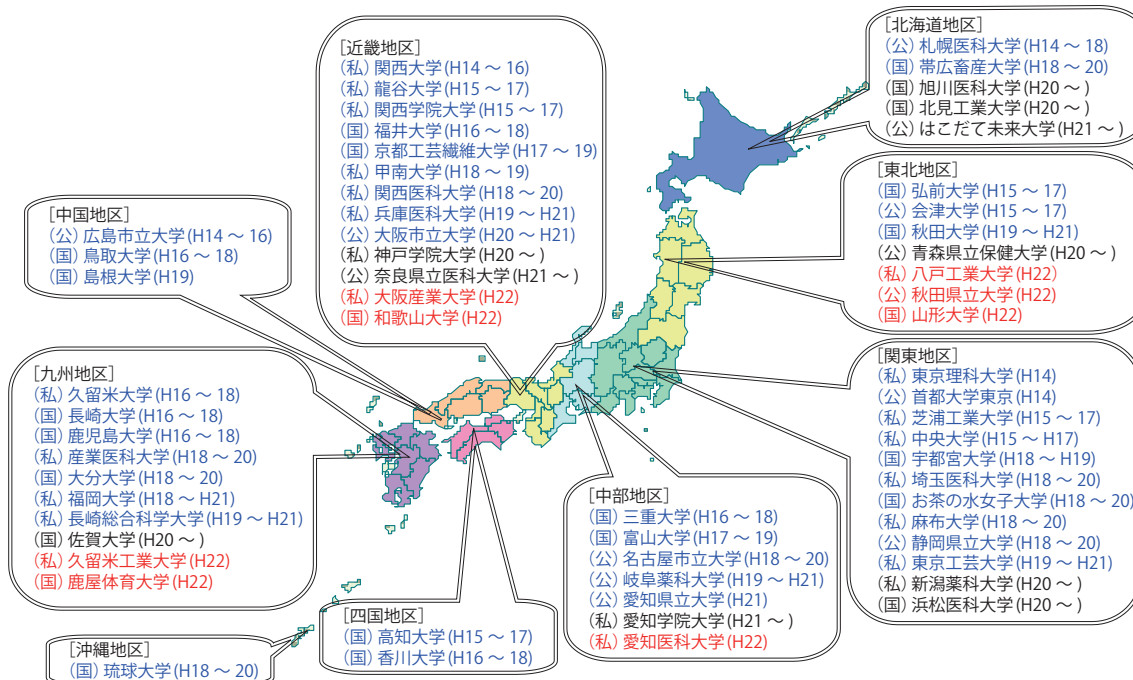 [北海道地区]
(公) 札幌医科大学(H14 ～ 18)
(国) 帯広畜産大学(H18 ～ 20)
(国) 旭川医科大学(H20 ～ )
(国) 北見工業大学(H20 ～ )
(公) はこだて未来大学(H21 ～ )
[東北地区]
(国) 弘前大学(H15 ～ 17)
(公) 会津大学(H15 ～ 17)
(国) 秋田大学(H19 ～ H21)
(公) 青森県立保健大学(H20 ～ )
(私) 八戸工業大学(H22)
(公) 秋田県立大学(H22)
(国) 山形大学(H22)
[関東地区]
(私) 東京理科大学(H14)
(公) 首都大学東京(H14)
(私) 芝浦工業大学(H15 ～ 17)
(私) 中央大学(H15 ～ H17)
(国) 宇都宮大学(H18 ～ H19)
(私) 埼玉医科大学(H18 ～ 20)
(国) お茶の水女子大学(H18 ～ 20)
(私) 麻布大学(H18 ～ 20)
(公) 静岡県立大学(H18 ～ 20)
(私) 東京工芸大学(H19 ～ H21)
(私) 新潟薬科大学(H20 ～ )
(国) 浜松医科大学(H20 ～ )
[近畿地区]
(私) 関西大学(H14 ～ 16)
(私) 龍谷大学(H15 ～ 17)
(私) 関西学院大学(H15 ～ 17)
(国) 福井大学(H16 ～ 18)
(国) 京都工芸繊維大学(H17 ～ 19)
(私) 甲南大学(H18 ～ 19)
(私) 関西医科大学(H18 ～ 20)
(私) 兵庫医科大学(H19 ～ H21)
(公) 大阪市立大学(H20 ～ H21)
(私) 神戸学院大学(H20 ～ )
(公) 奈良県立医科大学(H21 ～ )
(私) 大阪産業大学(H22)
(国) 和歌山大学(H22)
[中国地区]
(公) 広島市立大学(H14 ～ 16)
(国) 鳥取大学(H16 ～ 18)
(国) 島根大学(H19)
[九州地区]
(私) 久留米大学(H16 ～ 18)
(国) 長崎大学(H16 ～ 18)
(国) 鹿児島大学(H16 ～ 18)
(私) 産業医科大学(H18 ～ 20)
(国) 大分大学(H18 ～ 20)
(私) 福岡大学(H18 ～ H21)
(私) 長崎総合科学大学(H19 ～ H21)
(国) 佐賀大学(H20 ～ )
(私) 久留米工業大学(H22)
(国) 鹿屋体育大学(H22)
[中部地区]
(国) 三重大学(H16 ～ 18)
(国) 富山大学(H17 ～ 19)
(公) 名古屋市立大学(H18 ～ 20)
(公) 岐阜薬科大学(H19 ～ H21)
(公) 愛知県立大学(H21)
(私) 愛知学院大学(H21 ～ )
(私) 愛知医科大学(H22)
[四国地区]
(国) 高知大学(H15 ～ 17)
(国) 香川大学(H16 ～ 18)
[沖縄地区]
(国) 琉球大学(H18 ～ 20)